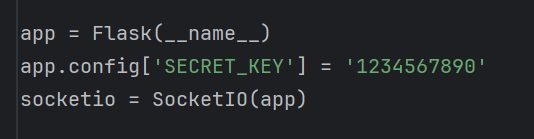 app = Flask(__name__)
app.config['SECRET_KEY'] = '1234567890'
socketio = SocketIO(app)